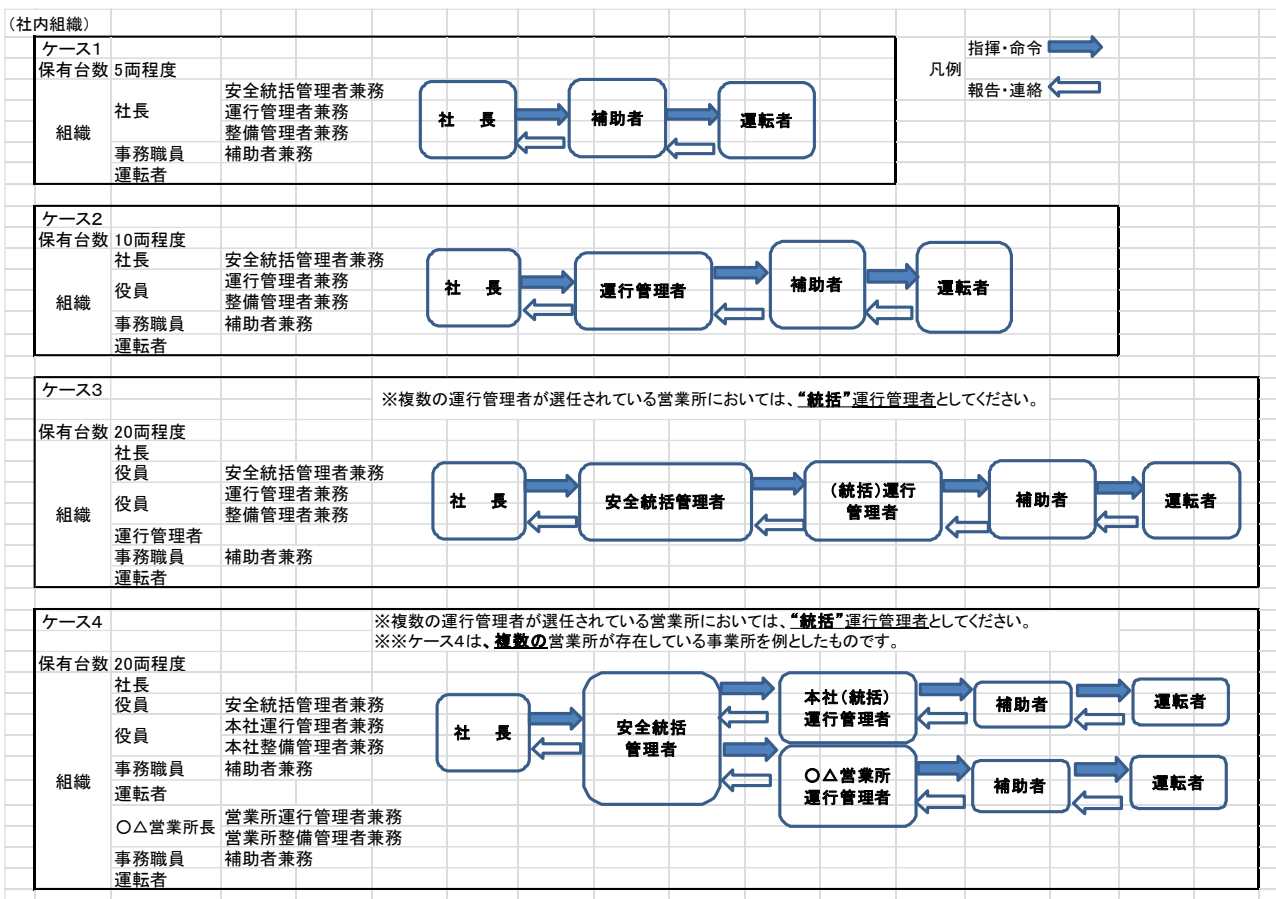 (社内組織)
ケース1
指揮・命令
凡例
報告・連絡
保有台数 5両程度
組織
社長
安全統括管理者兼務
運行管理者兼務
整備管理者兼務
事務職員 補助者兼務
運転者
社　長
補助者
運転者
ケース2
保有台数 10両程度
組織
社長 安全統括管理者兼務
役員
運行管理者兼務
整備管理者兼務
事務職員 補助者兼務
運転者
社　長
運行管理者
補助者
運転者
ケース3
※複数の運行管理者が選任されている営業所においては、“統括”運行管理者としてください。
保有台数 20両程度
組織
社長
役員 安全統括管理者兼務
役員
運行管理者兼務
整備管理者兼務
運行管理者
事務職員 補助者兼務
運転者
社　長
安全統括管理者
(統括)運行
管理者
補助者
運転者
ケース4
※複数の運行管理者が選任されている営業所においては、“統括”運行管理者としてください。
※※ケース4は、複数の営業所が存在している事業所を例としたものです。
保有台数 20両程度
組織
社長
役員 安全統括管理者兼務
役員
本社運行管理者兼務
本社整備管理者兼務
事務職員 補助者兼務
運転者
○△営業所長
営業所運行管理者兼務
営業所整備管理者兼務
事務職員 補助者兼務
運転者
社　長
安全統括
管理者
本社(統括)
運行管理者
補助者
運転者
○△営業所
運行管理者
補助者
運転者